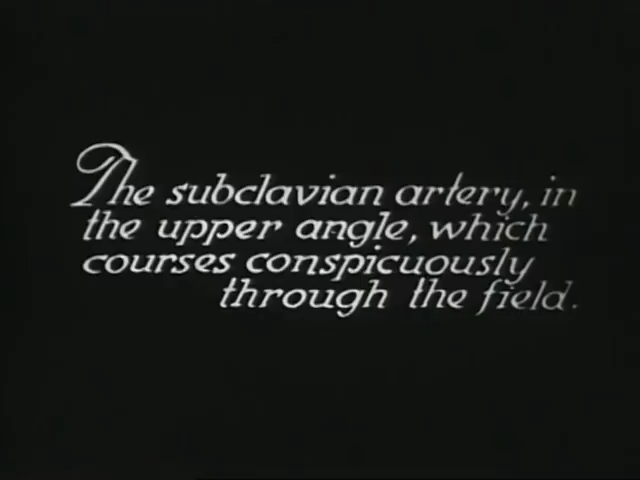 The subclavian artery, in
the upper angle, which
courses conspicuously
through the field.